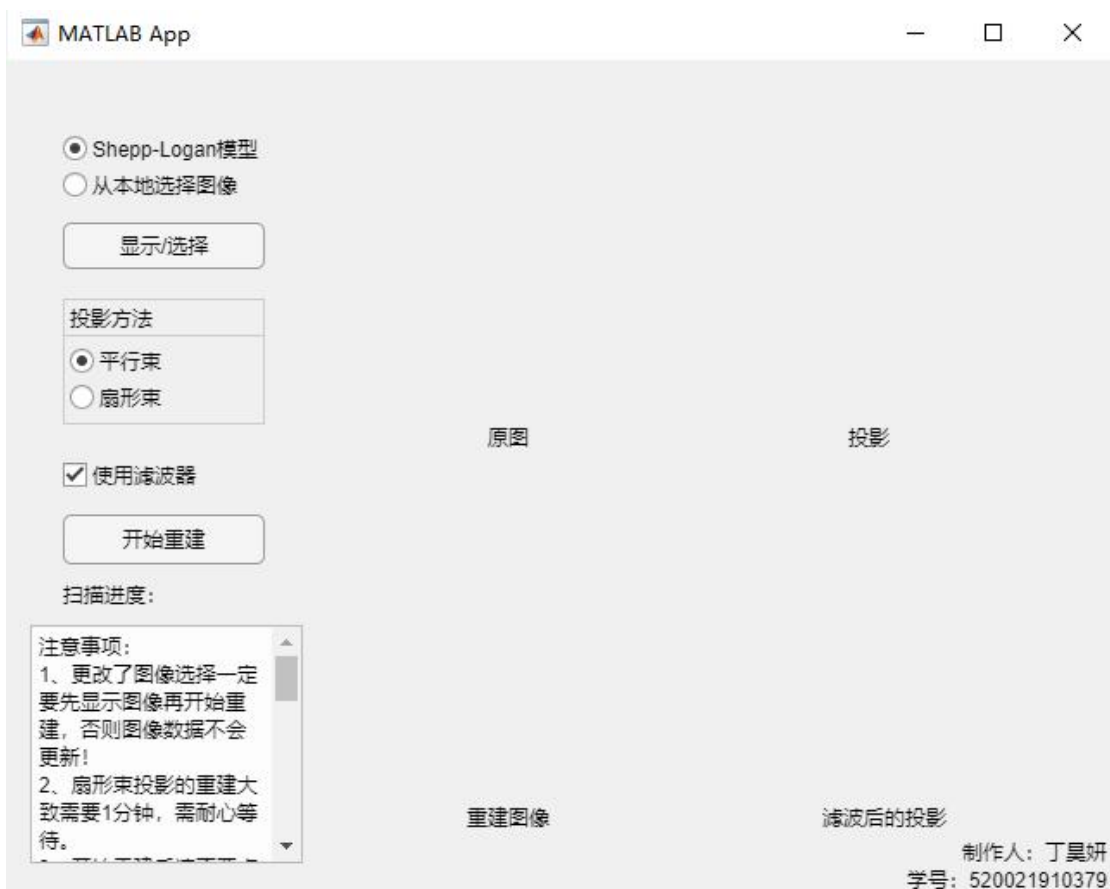 MATLAB App
Shepp-Logan模型
从本地选择图像
显示/选择
投影方法
平行束
扇形束
使用滤波器
开始重建
扫描进度：
注意事项：
1、更改了图像选择一定
要先显示图像再开始重
建，否则图像数据不会
更新！
2、扇形束投影的重建大
致需要1分钟，需耐心等
待。
原图
投影
重建图像
滤波后的投影
制作人：丁昊妍
学号：520021910379